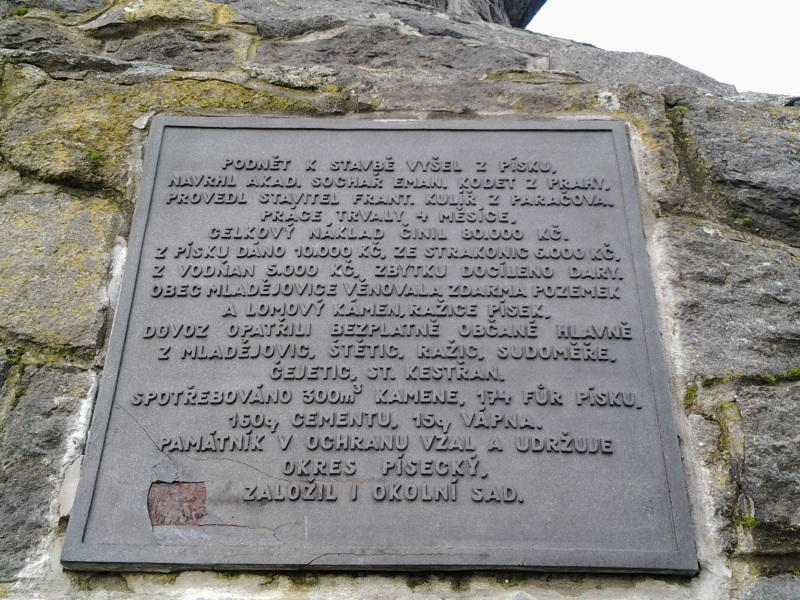 PODNĚT K STAVBĚ VYŠEL Z PÍSKU,
NAVRHL AKAD. SOCHAŘ EMAN. KODET Z PRAHY,
PROVEDL STAVITEL FRANT. KULÍŘ Z PARAČOVA.
PRÁCE TRVALY 4 MĚSÍCE,
CELKOVÝ NÁKLAD ČINIL 80.000 KČ.
Z PÍSKU DÁNO 10.000 KČ, ZE STRAKONIC 6.000 KČ,
Z VODŇAN 5.000 KČ, ZBYTKU DOCÍLENO DARY.
OBEC MLADĚJOVICE VĚNOVALA ZDARMA POZEMEK
A LOMOVÝ KÁMEN, RAŽICE PÍSEK,
DOVOZ OPATŘILI BEZPLATNĚ OBČANÉ HLAVNĚ
Z MLADĚJOVIC, ŠTĚTIC, RAŽIC, SUDOMĚŘE,
ČEJETIC, ST. KESTŘAN.
SPOTŘEBOVÁNO 300m³ KAMENE, 174 FŮR PÍSKU,
160q CEMENTU, 15q VÁPNA.
PAMÁTNÍK V OCHRANU VZAL A UDRŽUJE
OKRES PÍSECKÝ,
ZALOŽIL I OKOLNÍ SAD.